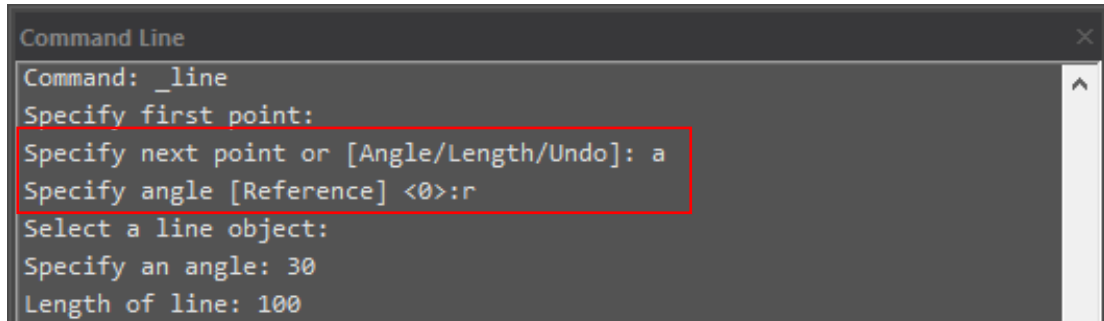 Command Line
Command: _line
Specify first point:
Specify next point or [Angle/Length/Undo]: a
Specify angle [Reference] <0>:r
Select a line object:
Specify an angle: 30
Length of line: 100